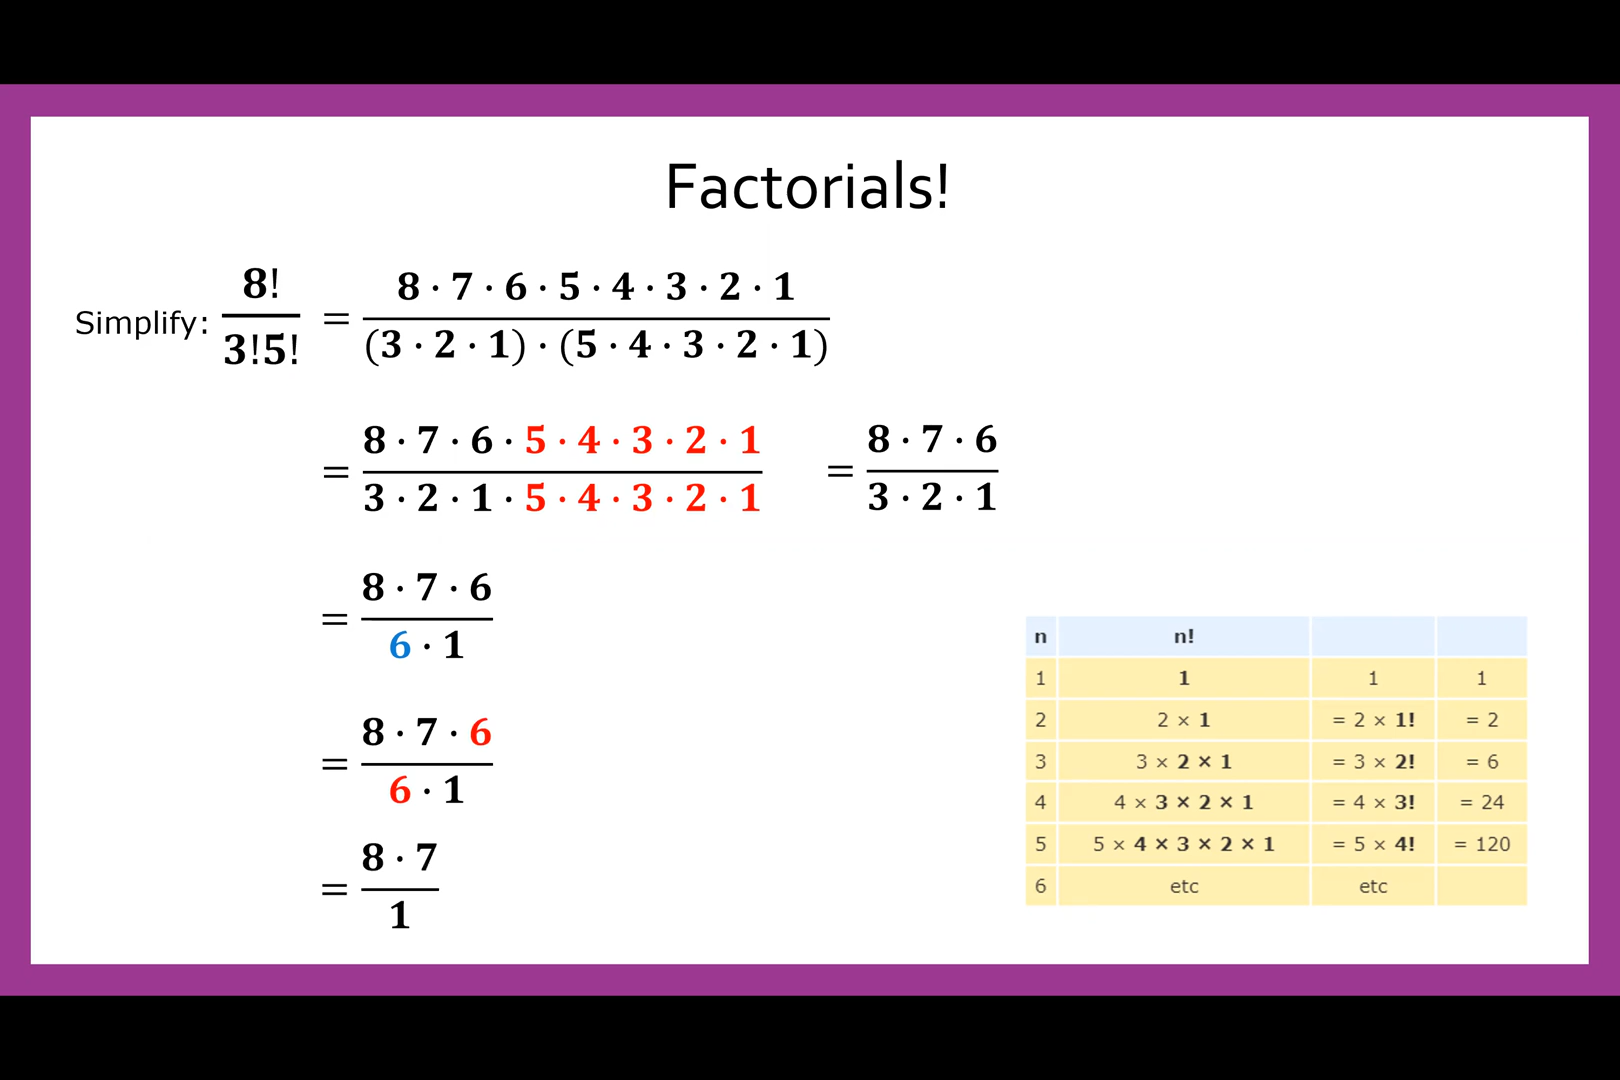 Factorials!
Simplify: 8!/3!5! = 8 · 7 · 6 · 5 · 4 · 3 · 2 · 1/(3 · 2 · 1) · (5 · 4 · 3 · 2 · 1)
= 8 · 7 · 6 · 5 · 4 · 3 · 2 · 1/3 · 2 · 1 · 5 · 4 · 3 · 2 · 1 = 8 · 7 · 6/3 · 2 · 1
= 8 · 7 · 6/6 · 1
= 8 · 7 · 6/6 · 1
= 8 · 7/1
n n!
1 1 1 1
2 2 × 1 = 2 × 1! = 2
3 3 × 2 × 1 = 3 × 2! = 6
4 4 × 3 × 2 × 1 = 4 × 3! = 24
5 5 × 4 × 3 × 2 × 1 = 5 × 4! = 120
6 etc etc